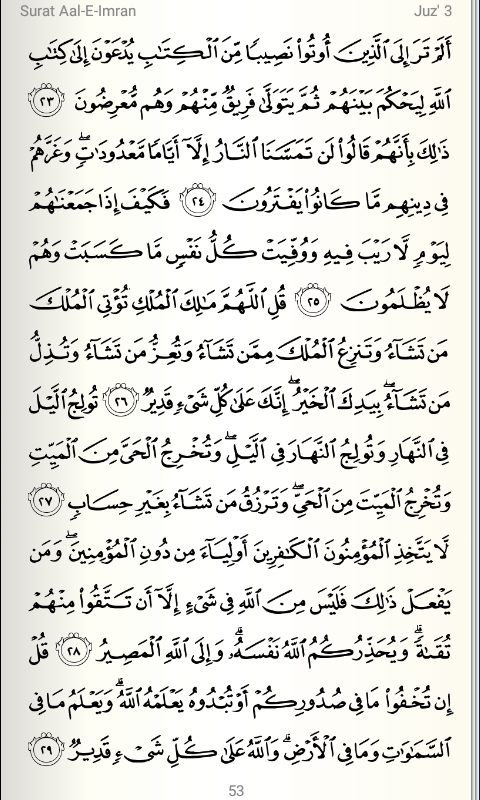 Surat Aal-E-Imran Juz' 3
أَلَمْ تَرَ إِلَى ٱلَّذِينَ أُوتُوا۟ نَصِيبًا مِّنَ ٱلْكِتَـٰبِ يُدْعَوْنَ إِلَىٰ كِتَـٰبِ
ٱللَّهِ لِيَحْكُمَ بَيْنَهُمْ ثُمَّ يَتَوَلَّىٰ فَرِيقٌ مِّنْهُمْ وَهُم مُّعْرِضُونَ ٢٣
ذَٰلِكَ بِأَنَّهُمْ قَالُوا۟ لَن تَمَسَّنَا ٱلنَّارُ إِلَّآ أَيَّامًا مَّعْدُودَٰتٍ ۖ وَغَرَّهُمْ
فِى دِينِهِم مَّا كَانُوا۟ يَفْتَرُونَ ٢٤ فَكَيْفَ إِذَا جَمَعْنَـٰهُمْ
لِيَوْمٍ لَّا رَيْبَ فِيهِ وَوُفِّيَتْ كُلُّ نَفْسٍ مَّا كَسَبَتْ وَهُمْ
لَا يُظْلَمُونَ ٢٥ قُلِ ٱللَّهُمَّ مَـٰلِكَ ٱلْمُلْكِ تُؤْتِى ٱلْمُلْكَ
مَن تَشَآءُ وَتَنزِعُ ٱلْمُلْكَ مِمَّن تَشَآءُ وَتُعِزُّ مَن تَشَآءُ وَتُذِلُّ
مَن تَشَآءُ ۖ بِيَدِكَ ٱلْخَيْرُ ۖ إِنَّكَ عَلَىٰ كُلِّ شَىْءٍ قَدِيرٌ ٢٦ تُولِجُ ٱلَّيْلَ
فِى ٱلنَّهَارِ وَتُولِجُ ٱلنَّهَارَ فِى ٱلَّيْلِ ۖ وَتُخْرِجُ ٱلْحَىَّ مِنَ ٱلْمَيِّتِ
وَتُخْرِجُ ٱلْمَيِّتَ مِنَ ٱلْحَىِّ ۖ وَتَرْزُقُ مَن تَشَآءُ بِغَيْرِ حِسَابٍ ٢٧
لَّا يَتَّخِذِ ٱلْمُؤْمِنُونَ ٱلْكَـٰفِرِينَ أَوْلِيَآءَ مِن دُونِ ٱلْمُؤْمِنِينَ ۖ وَمَن
يَفْعَلْ ذَٰلِكَ فَلَيْسَ مِنَ ٱللَّهِ فِى شَىْءٍ إِلَّآ أَن تَتَّقُوا۟ مِنْهُمْ
تُقَىٰةً ۗ وَيُحَذِّرُكُمُ ٱللَّهُ نَفْسَهُۥ ۗ وَإِلَى ٱللَّهِ ٱلْمَصِيرُ ٢٨ قُلْ
إِن تُخْفُوا۟ مَا فِى صُدُورِكُمْ أَوْ تُبْدُوهُ يَعْلَمْهُ ٱللَّهُ ۗ وَيَعْلَمُ مَا فِى
ٱلسَّمَـٰوَٰتِ وَمَا فِى ٱلْأَرْضِ ۗ وَٱللَّهُ عَلَىٰ كُلِّ شَىْءٍ قَدِيرٌ ٢٩
53